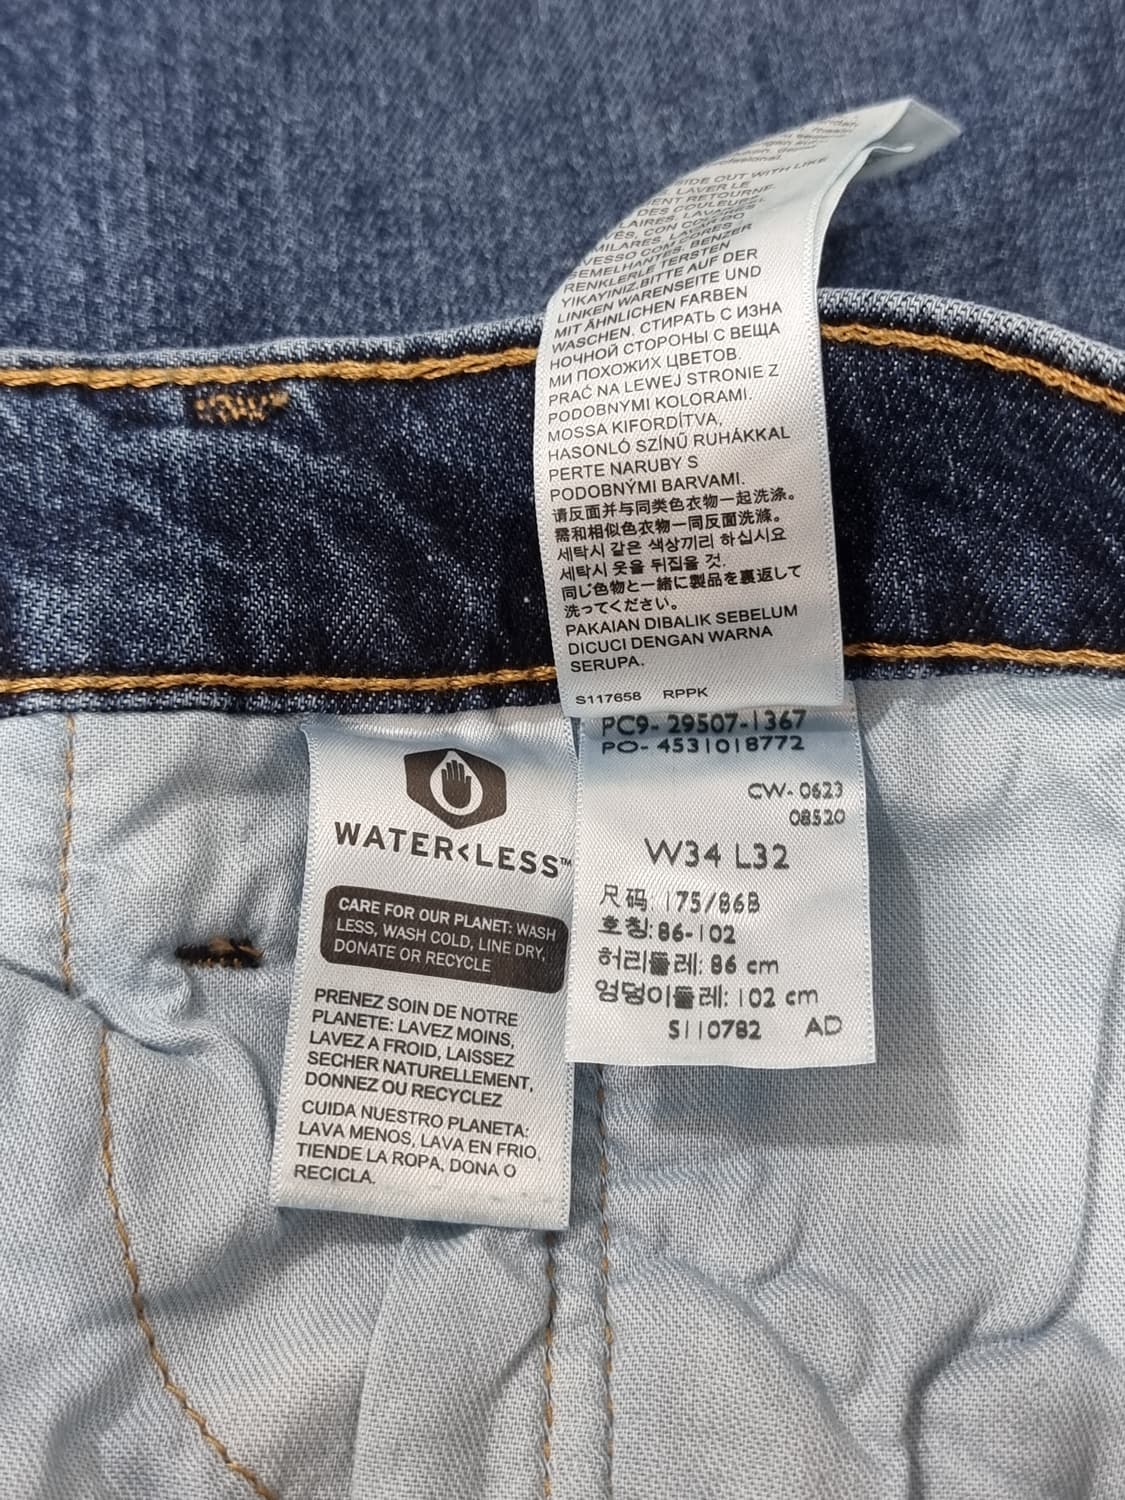 SIDE OUT WITH LIKE
LAVER LE
RETOURNE.
DES COULEURS
LAVARES
CON COLORES
LAVESSO COM CORES
SEMELHANTES. BENZER
RENKLERLE TERSTEN
YIKAYINIZ.BITTE AUF DER
LINKEN WARENSEITE UND
MIT ÄHNLICHEN FARBEN
WASCHEN. СТИРАТЬ С ИЗНА
НОЧНОЙ СТОРОНЫ С ВЕЩА
МИ ПОХОЖИХ ЦВЕТОВ.
PRAĆ NA LEWEJ STRONIE Z
PODOBNYMI KOLORAMI.
MOSSA KIFORDÍTVA,
HASONLÓ SZÍNŰ RUHÁKKAL
PERTE NARUBY S
PODOBNÝMI BARVAMI.
请反面并与同类色衣物一起洗涤。
需和相似色衣物一同反面洗滌。
세탁시 같은 색상끼리 하십시요
세탁시 옷을 뒤집을 것.
同じ色物と一緒に製品を裏返して
洗ってください。
PAKAIAN DIBALIK SEBELUM
DICUCI DENGAN WARNA
SERUPA.
S117658 RPPK
PC9- 29507-1367
PO- 4531018772
CW- 0623
08520
W34 L32
尺码 175/86B
호칭: 86-102
허리둘레: 86 cm
엉덩이둘레: 102 cm
S110782 AD
WATER<LESS™
CARE FOR OUR PLANET: WASH
LESS, WASH COLD, LINE DRY,
DONATE OR RECYCLE
PRENEZ SOIN DE NOTRE
PLANETE: LAVEZ MOINS,
LAVEZ A FROID, LAISSEZ
SECHER NATURELLEMENT,
DONNEZ OU RECYCLEZ
CUIDA NUESTRO PLANETA:
LAVA MENOS, LAVA EN FRIO,
TIENDE LA ROPA, DONA O
RECICLA.